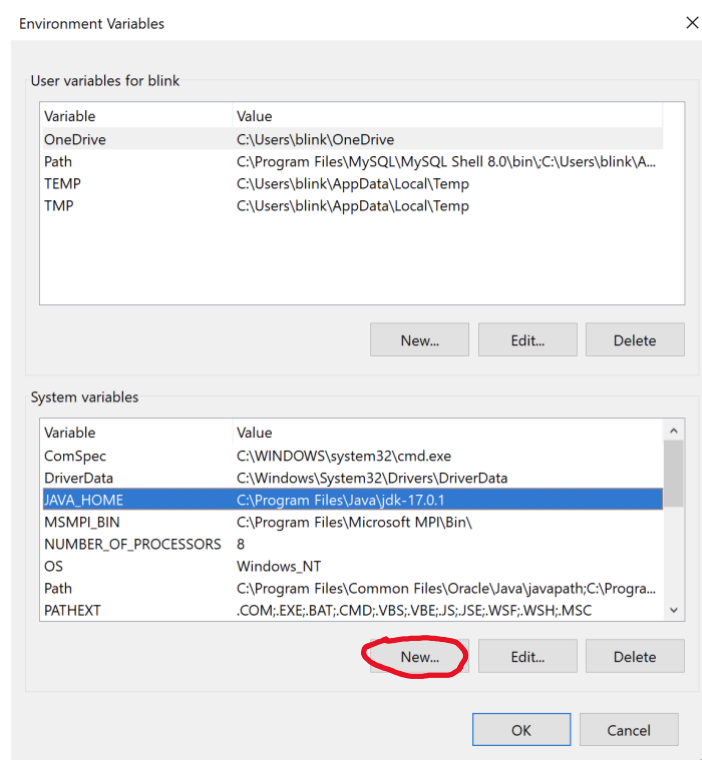 Environment Variables
User variables for blink
Variable Value
OneDrive C:\Users\blink\OneDrive
Path C:\Program Files\MySQL\MySQL Shell 8.0\bin\;C:\Users\blink\A...
TEMP C:\Users\blink\AppData\Local\Temp
TMP C:\Users\blink\AppData\Local\Temp
New... Edit... Delete
System variables
Variable Value
ComSpec C:\WINDOWS\system32\cmd.exe
DriverData C:\Windows\System32\Drivers\DriverData
JAVA_HOME C:\Program Files\Java\jdk-17.0.1
MSMPI_BIN C:\Program Files\Microsoft MPI\Bin\
NUMBER_OF_PROCESSORS 8
OS Windows_NT
Path C:\Program Files\Common Files\Oracle\Java\javapath;C:\Progra...
PATHEXT .COM;.EXE;.BAT;.CMD;.VBS;.VBE;.JS;.JSE;.WSF;.WSH;.MSC
New... Edit... Delete
OK Cancel